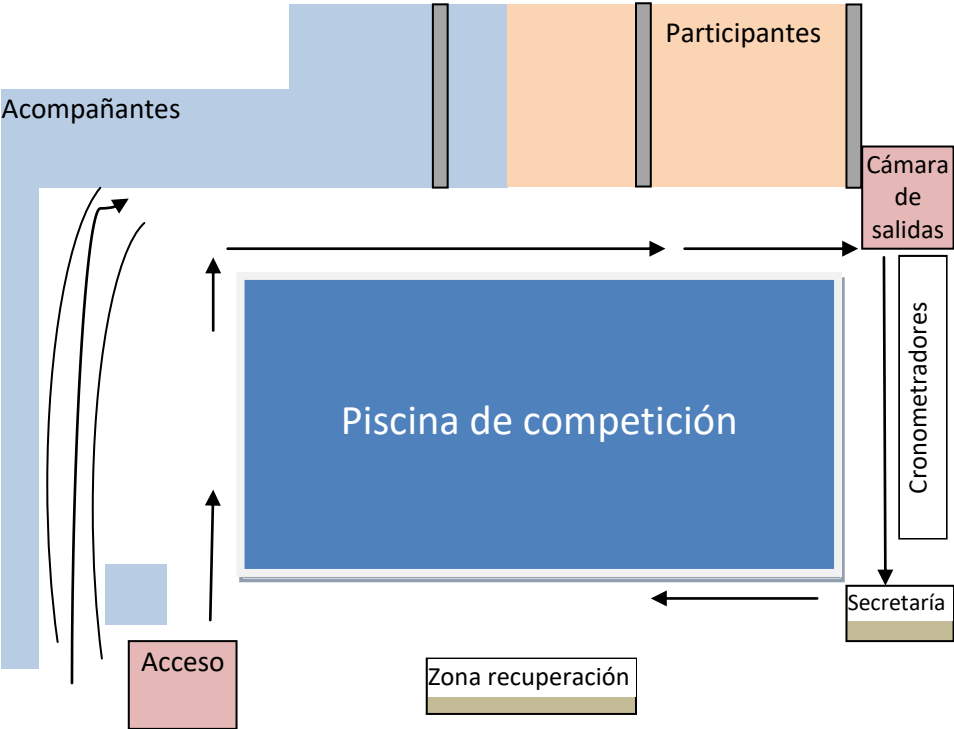 Participantes
Acompañantes
Cámara
de
salidas
Cronometradores
Piscina de competición
Secretaría
Acceso
Zona recuperación